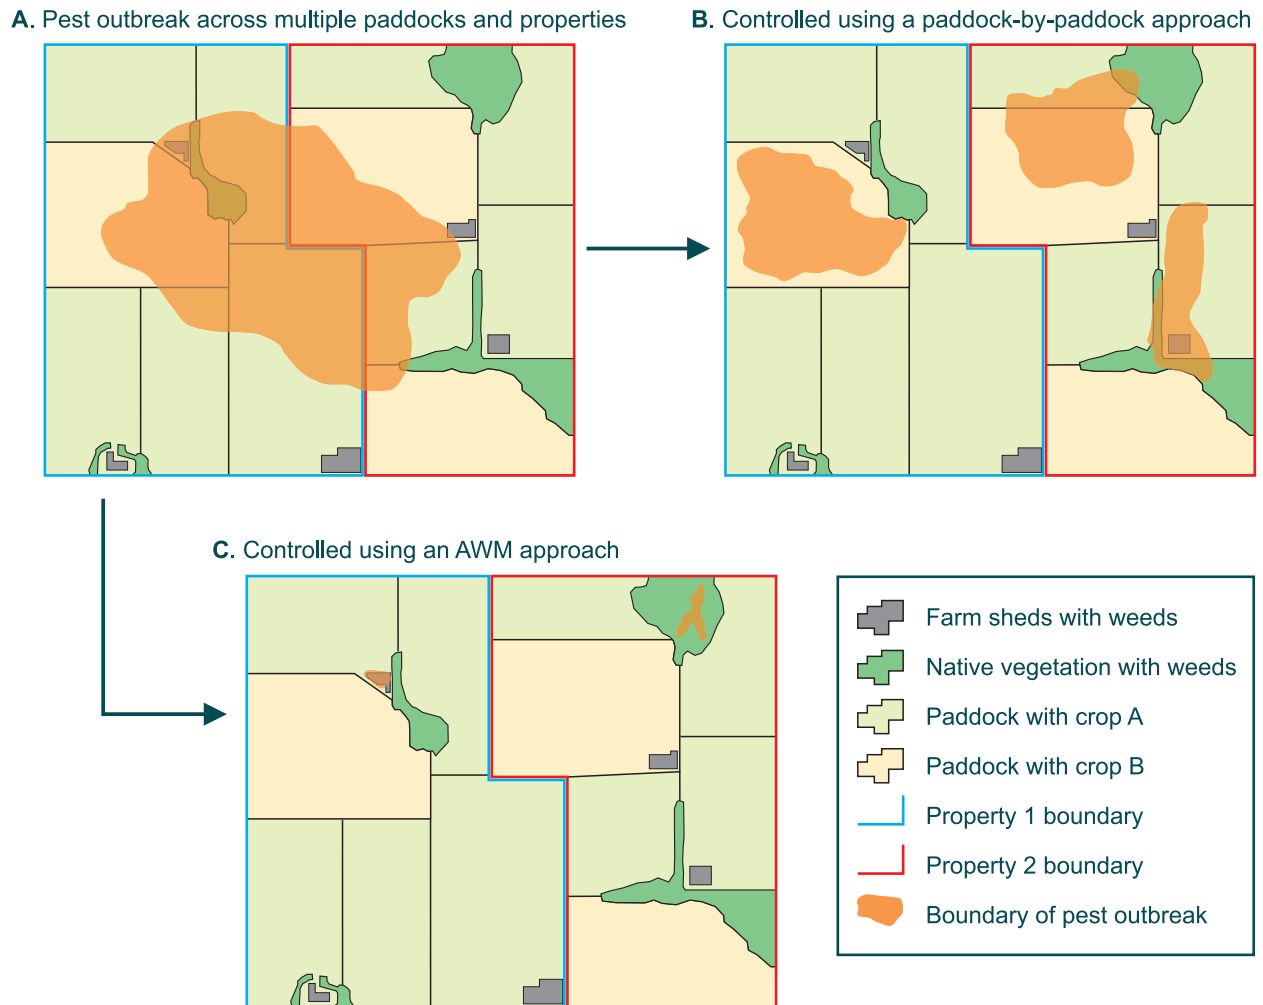 A. Pest outbreak across multiple paddocks and properties
B. Controlled using a paddock-by-paddock approach
C. Controlled using an AWM approach
Farm sheds with weeds
Native vegetation with weeds
Paddock with crop A
Paddock with crop B
Property 1 boundary
Property 2 boundary
Boundary of pest outbreak